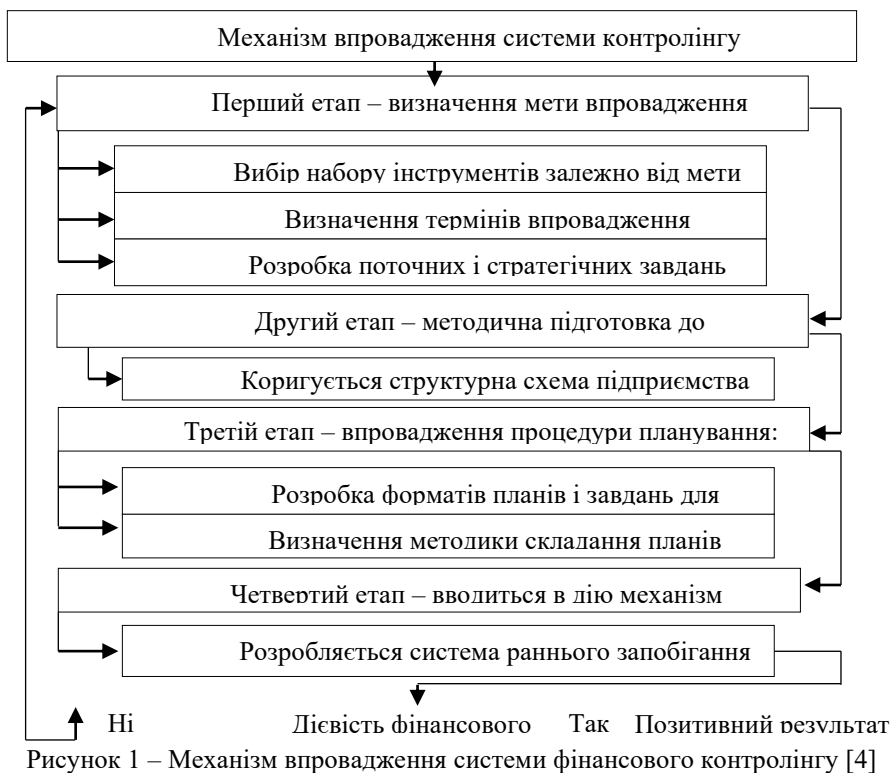 Механізм впровадження системи контролінгу
Перший етап – визначення мети впровадження
Вибір набору інструментів залежно від мети
Визначення термінів впровадження
Розробка поточних і стратегічних завдань
Другий етап – методична підготовка до
Коригується структурна схема підприємства
Третій етап – впровадження процедури планування:
Розробка форматів планів і завдань для
Визначення методики складання планів
Четвертий етап – вводиться в дію механізм
Розробляється система раннього запобігання
Ні Дієвість фінансового Так Позитивний результат
Рисунок 1 – Механізм впровадження системи фінансового контролінгу [4]